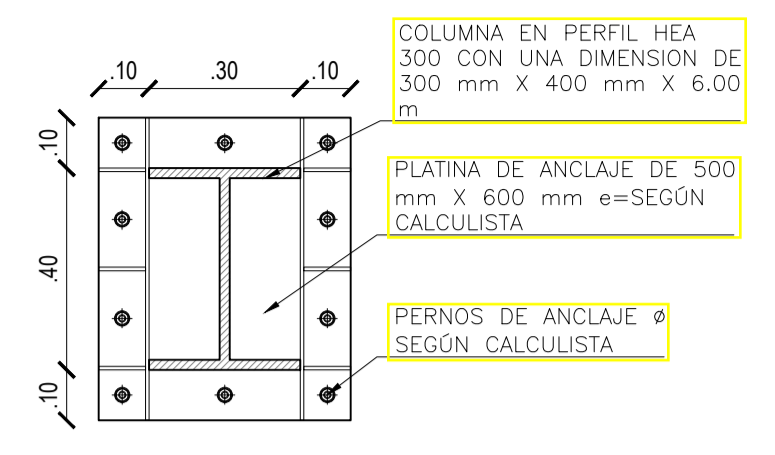 COLUMNA EN PERFIL HEA
300 CON UNA DIMENSION DE
300 mm X 400 mm X 6.00
m
.10 .30 .10
.10
PLATINA DE ANCLAJE DE 500
mm X 600 mm e=SEGÚN
CALCULISTA
.40
PERNOS DE ANCLAJE ø
SEGÚN CALCULISTA
.10